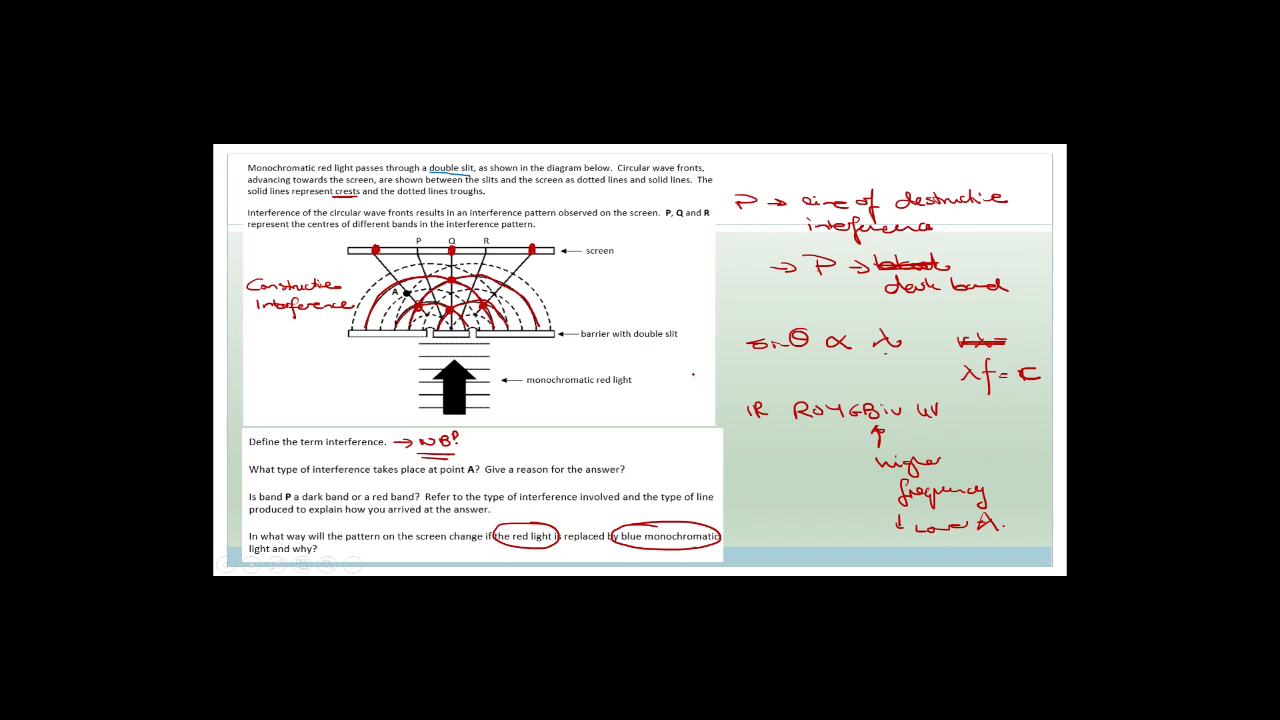 Monochromatic red light passes through a double slit, as shown in the diagram below. Circular wave fronts,
advancing towards the screen, are shown between the slits and the screen as dotted lines and solid lines. The
solid lines represent crests and the dotted lines troughs.
Interference of the circular wave fronts results in an interference pattern observed on the screen. P, Q and R
represent the centres of different bands in the interference pattern.
P Q R
screen
Constructive
Interference
A
barrier with double slit
monochromatic red light
Define the term interference. → NB!
What type of interference takes place at point A? Give a reason for the answer?
Is band P a dark band or a red band? Refer to the type of interference involved and the type of line
produced to explain how you arrived at the answer.
In what way will the pattern on the screen change if the red light is replaced by blue monochromatic
light and why?
P → line of destructive
interference
→ P →
dark band
sin θ ∝ λ
λf = c
IR ROYGBIV UV
↑
higher
frequency
↓ lower λ.